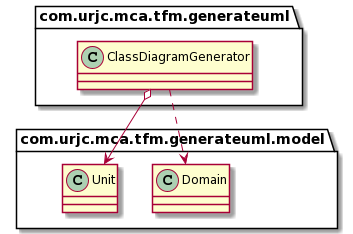 com.urjc.mca.tfm.generateuml
C ClassDiagramGenerator
com.urjc.mca.tfm.generateuml.model
C Unit
C Domain